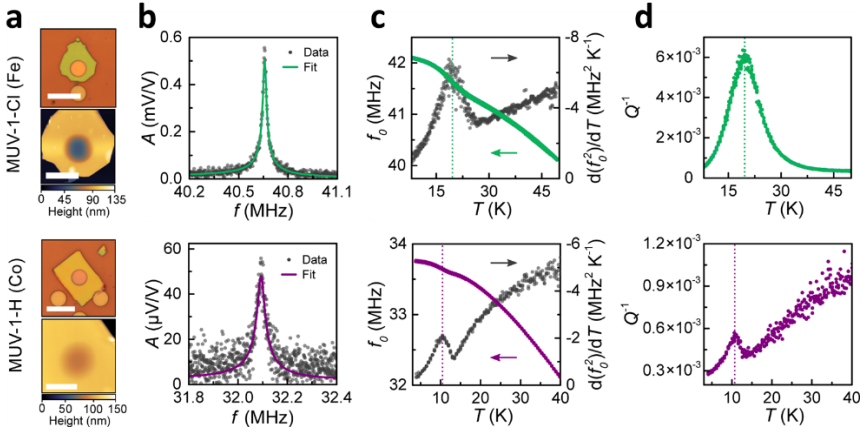 a
b
c
d
MUV-1-Cl (Fe)
0 45 90 135
Height (nm)
A (mV/V)
0.6
0.4
0.2
0.0
Data
Fit
40.2 40.5 40.8 41.1
f (MHz)
f₀ (MHz)
42
41
40
15 30 45
T (K)
-8
-6
-4
-2
0
d(f₀²)/dT (MHz² K⁻¹)
Q⁻¹
6×10⁻³
4×10⁻³
2×10⁻³
0
15 30 45
T (K)
MUV-1-H (Co)
0 50 100 150
Height (nm)
A (µV/V)
60
40
20
0
Data
Fit
31.8 32.0 32.2 32.4
f (MHz)
f₀ (MHz)
34
33
32
10 20 30 40
T (K)
-6
-4
-2
0
d(f₀²)/dT (MHz² K⁻¹)
Q⁻¹
1.2×10⁻³
9.0×10⁻⁴
6.0×10⁻⁴
3.0×10⁻⁴
0.0
10 20 30 40
T (K)